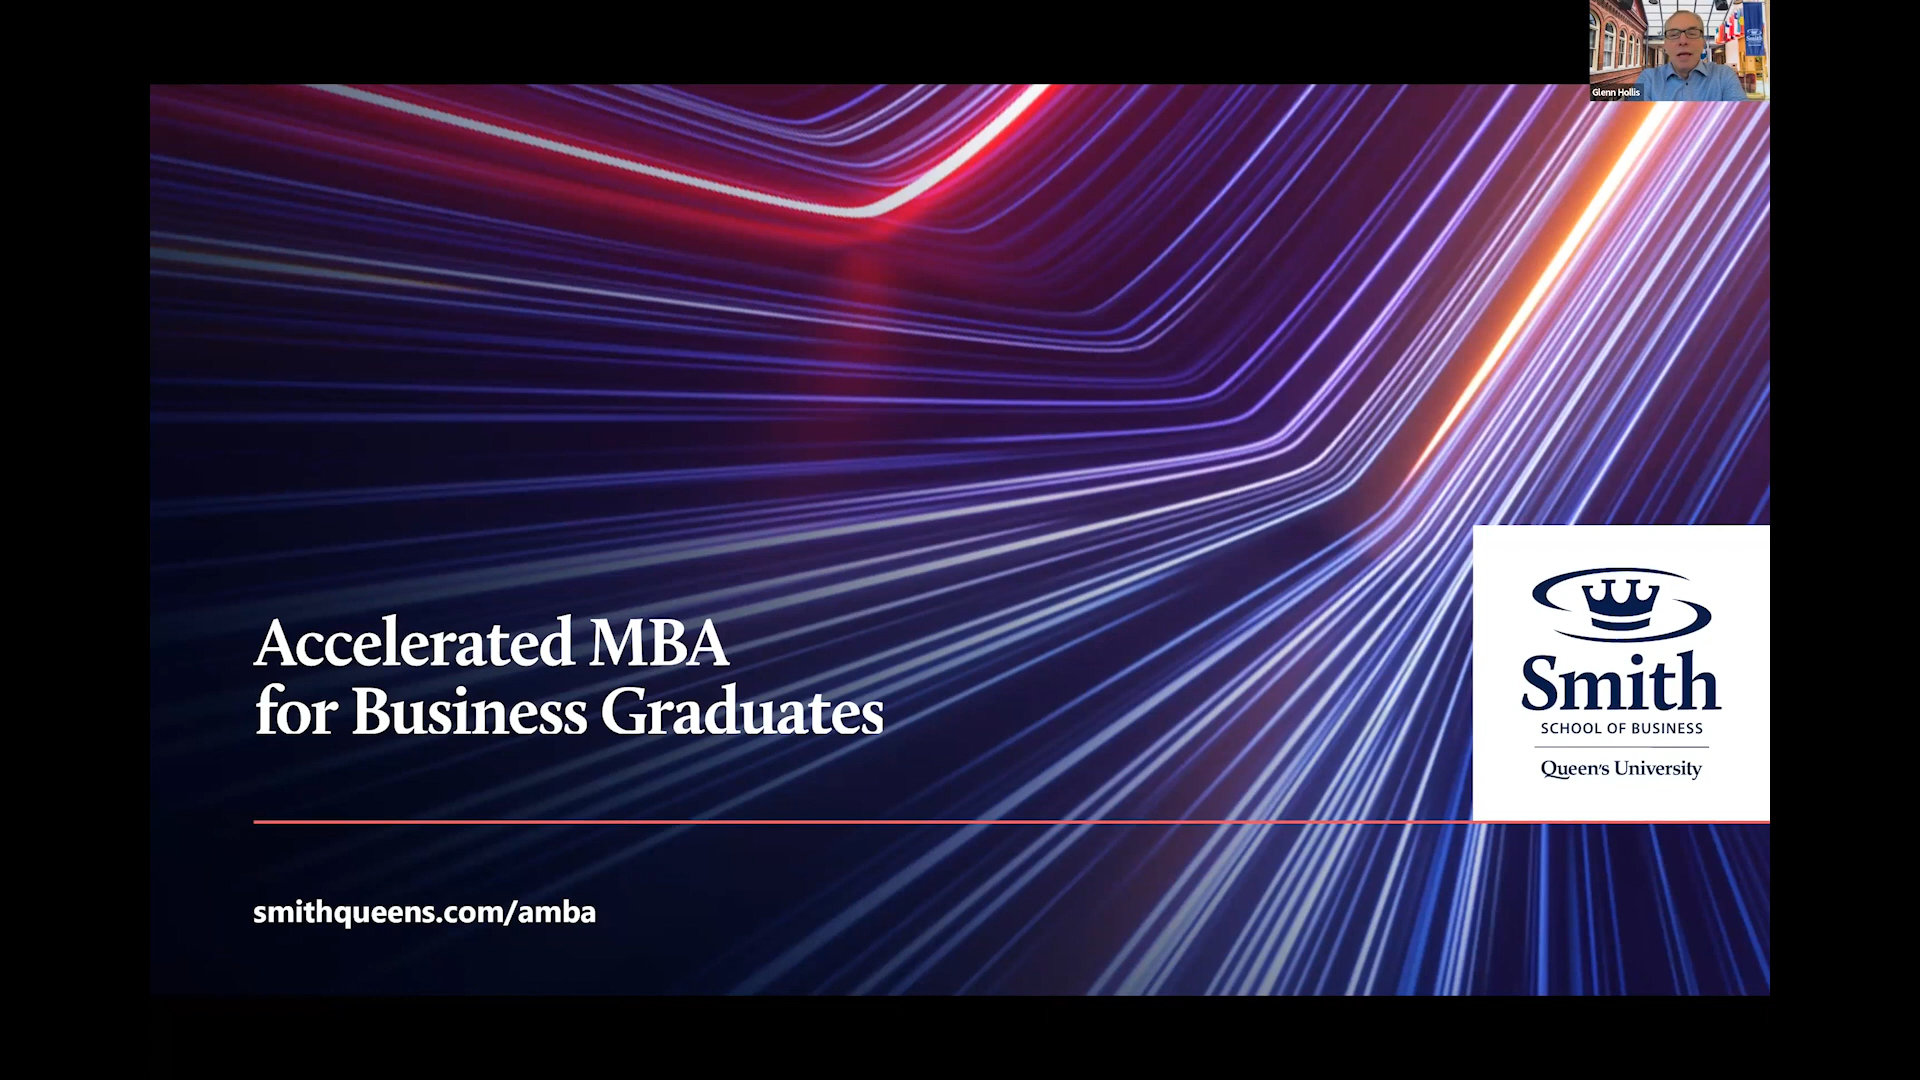 Glenn Hollis
Accelerated MBA
for Business Graduates
Smith
SCHOOL OF BUSINESS
Queen's University
smithqueens.com/amba